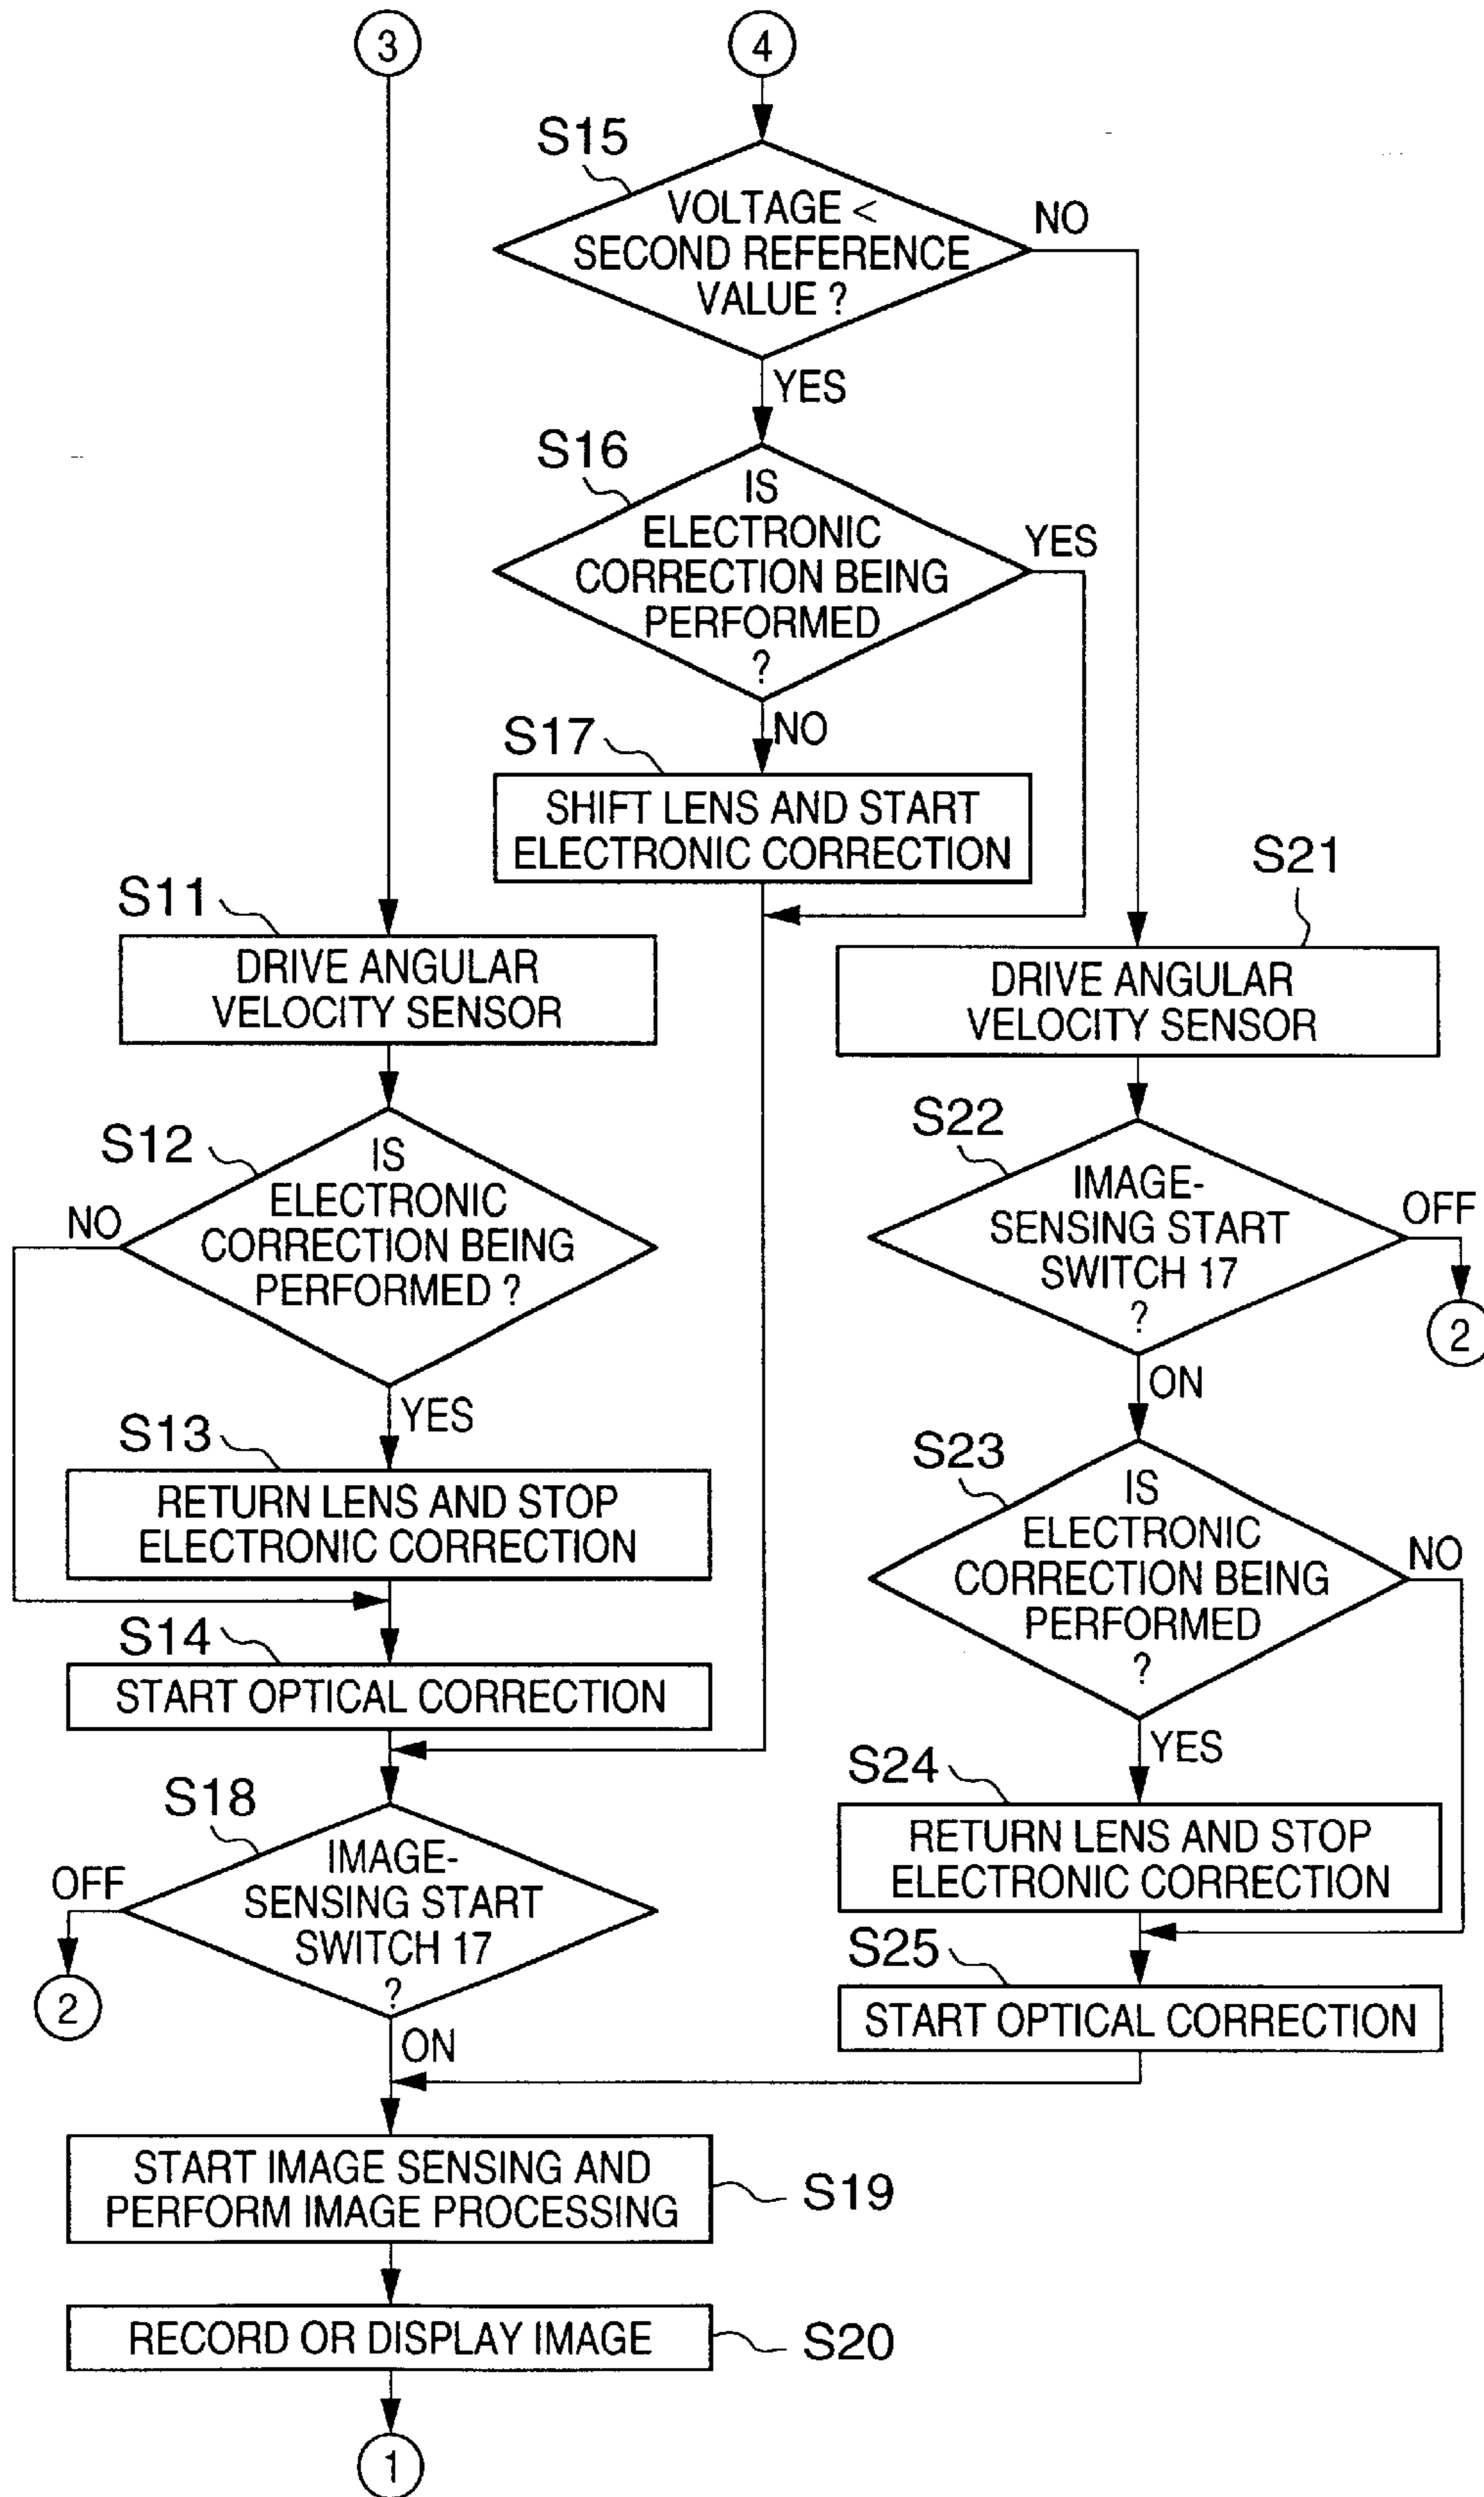 3
4
S15
VOLTAGE <
SECOND REFERENCE
VALUE ?
NO
YES
S16
IS
ELECTRONIC
CORRECTION BEING
PERFORMED
?
YES
NO
S17
SHIFT LENS AND START
ELECTRONIC CORRECTION
S11
DRIVE ANGULAR
VELOCITY SENSOR
S21
DRIVE ANGULAR
VELOCITY SENSOR
S12
IS
ELECTRONIC
CORRECTION BEING
PERFORMED ?
NO
YES
S22
IMAGE-
SENSING START
SWITCH 17
?
OFF
2
ON
S13
RETURN LENS AND STOP
ELECTRONIC CORRECTION
S23
IS
ELECTRONIC
CORRECTION BEING
PERFORMED
?
NO
YES
S14
START OPTICAL CORRECTION
S18
IMAGE-
SENSING START
SWITCH 17
?
OFF
2
ON
S24
RETURN LENS AND STOP
ELECTRONIC CORRECTION
S25
START OPTICAL CORRECTION
START IMAGE SENSING AND
PERFORM IMAGE PROCESSING
S19
RECORD OR DISPLAY IMAGE
S20
1